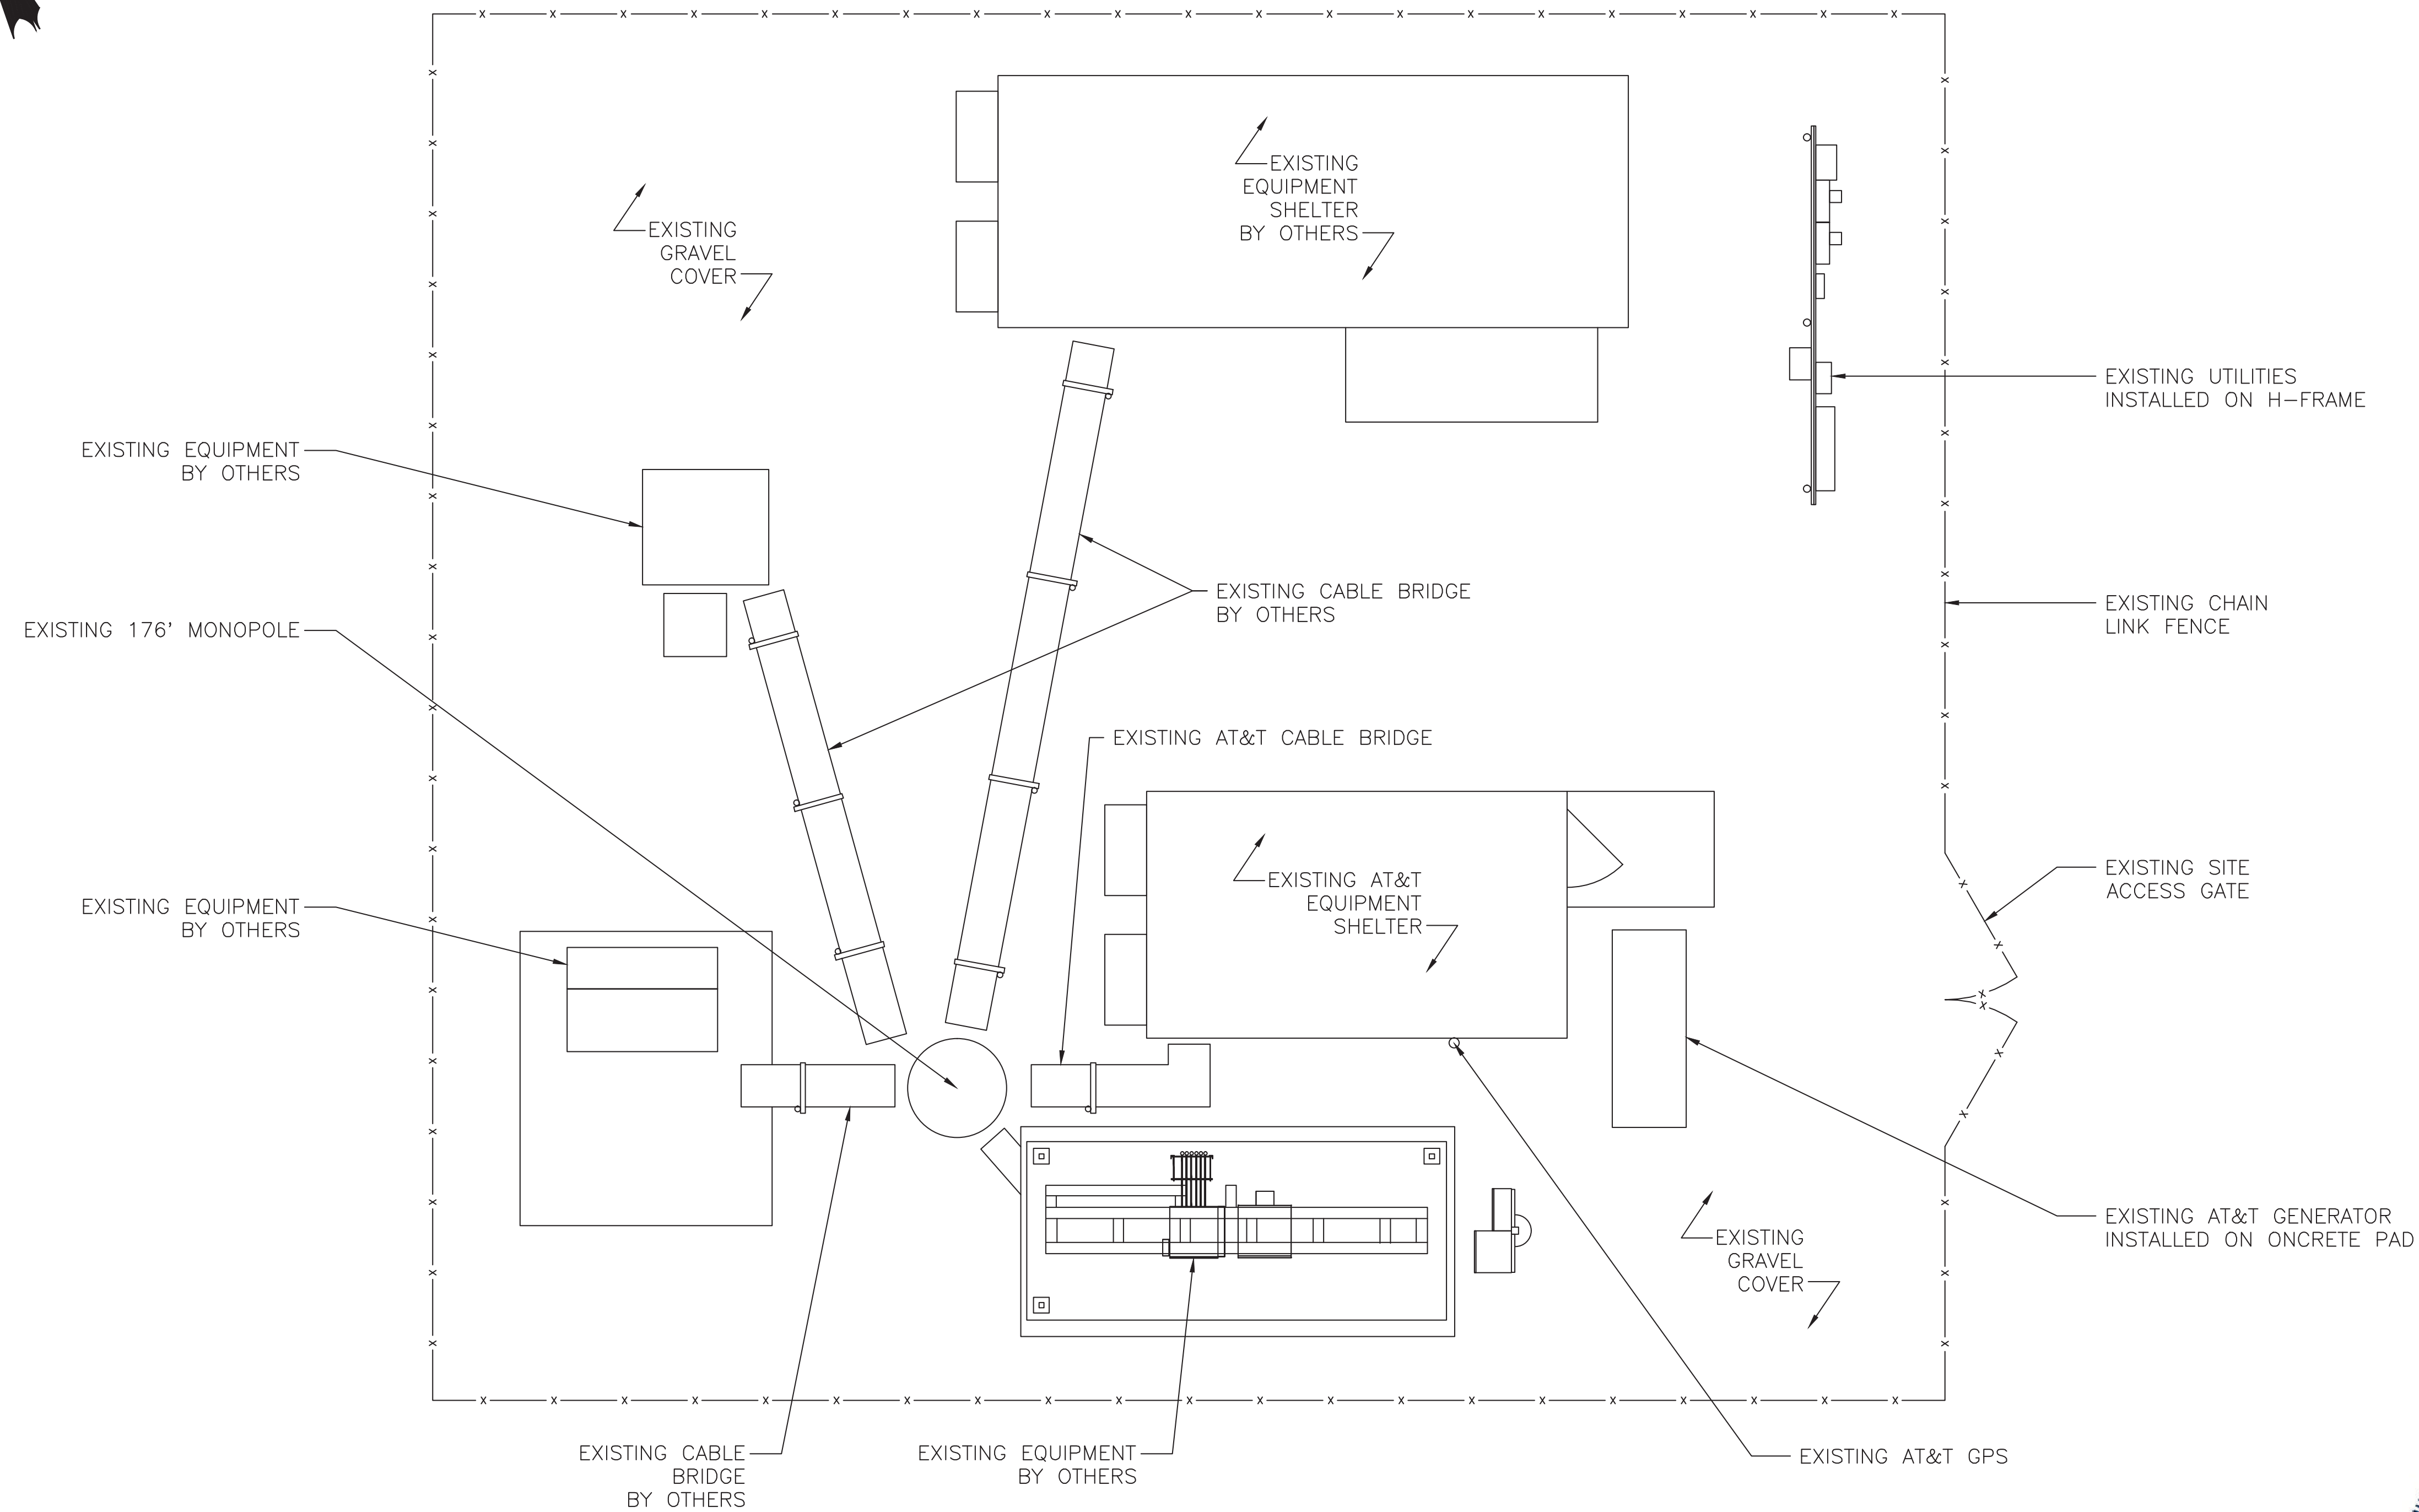 EXISTING
EQUIPMENT
SHELTER
BY OTHERS
EXISTING
GRAVEL
COVER
EXISTING UTILITIES
INSTALLED ON H-FRAME
EXISTING EQUIPMENT
BY OTHERS
EXISTING CABLE BRIDGE
BY OTHERS
EXISTING CHAIN
LINK FENCE
EXISTING 176' MONOPOLE
EXISTING AT&T CABLE BRIDGE
EXISTING AT&T
EQUIPMENT
SHELTER
EXISTING SITE
ACCESS GATE
EXISTING EQUIPMENT
BY OTHERS
EXISTING AT&T GENERATOR
INSTALLED ON ONCRETE PAD
EXISTING
GRAVEL
COVER
EXISTING CABLE
BRIDGE
BY OTHERS
EXISTING EQUIPMENT
BY OTHERS
EXISTING AT&T GPS